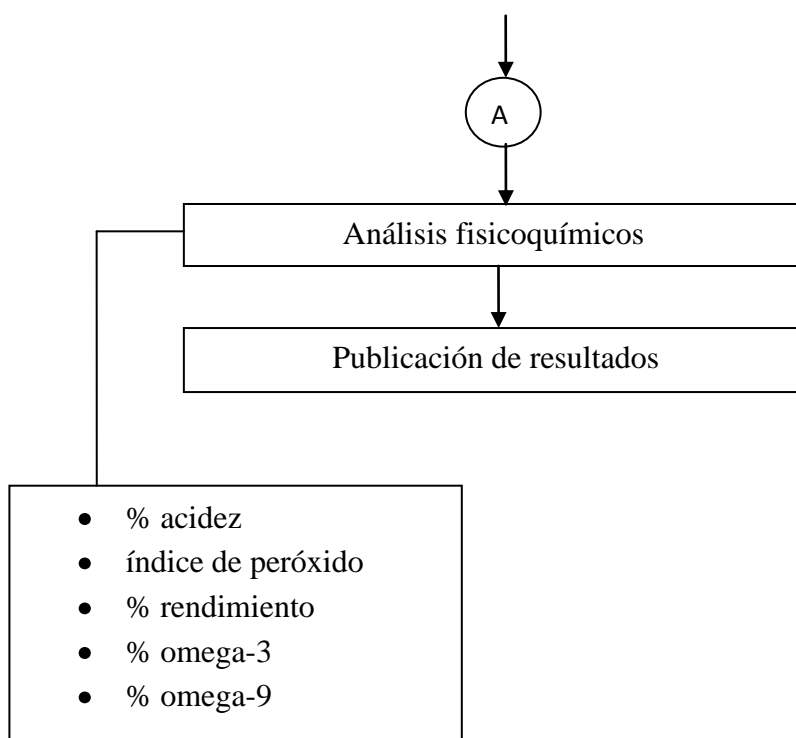 A
Análisis fisicoquímicos
Publicación de resultados
• % acidez
• índice de peróxido
• % rendimiento
• % omega-3
• % omega-9